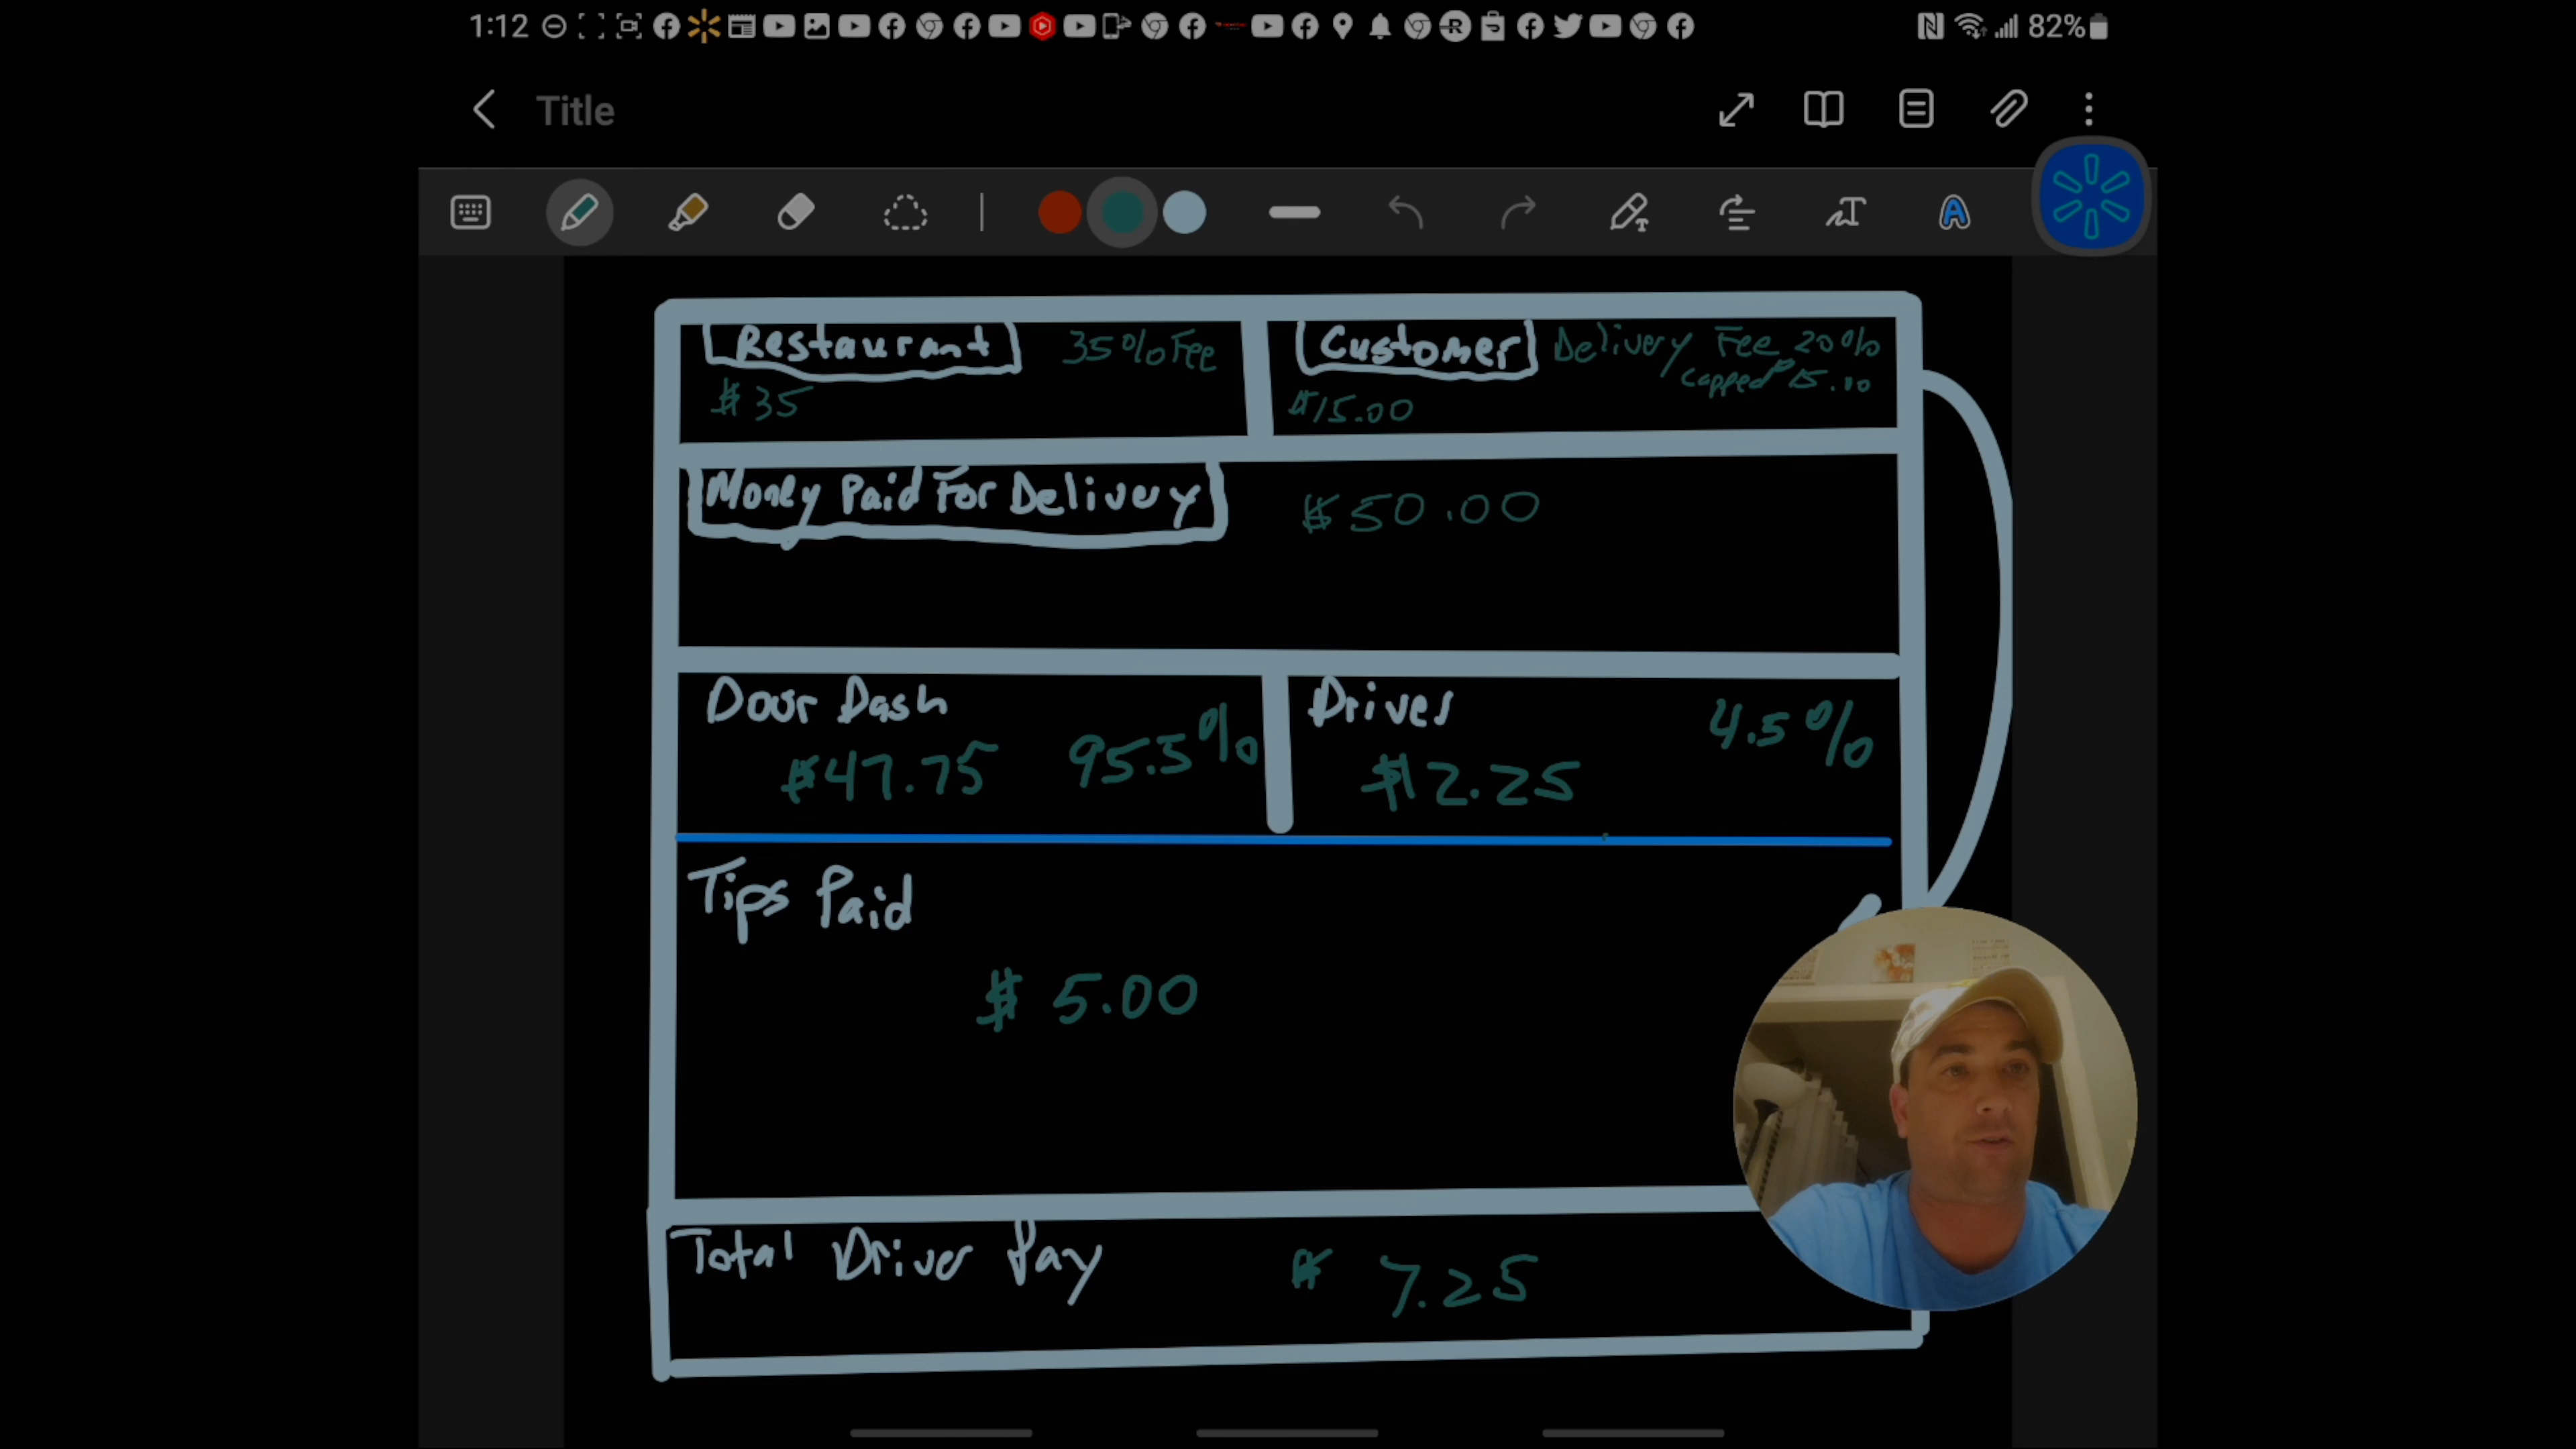 1:12 82%
Title
Restaurant 35% Fee
$35
Customer Delivery Fee 20%
capped $15.00
$15.00
Money Paid For Delivery $50.00
Door Dash
$47.75 95.5%
Driver 4.5%
$2.25
Tips Paid
$ 5.00
Total Driver Pay $ 7.25